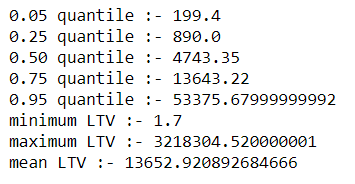 0.05 quantile :- 199.4
0.25 quantile :- 890.0
0.50 quantile :- 4743.35
0.75 quantile :- 13643.22
0.95 quantile :- 53375.67999999992
minimum LTV :- 1.7
maximum LTV :- 3218304.520000001
mean LTV :- 13652.920892684666